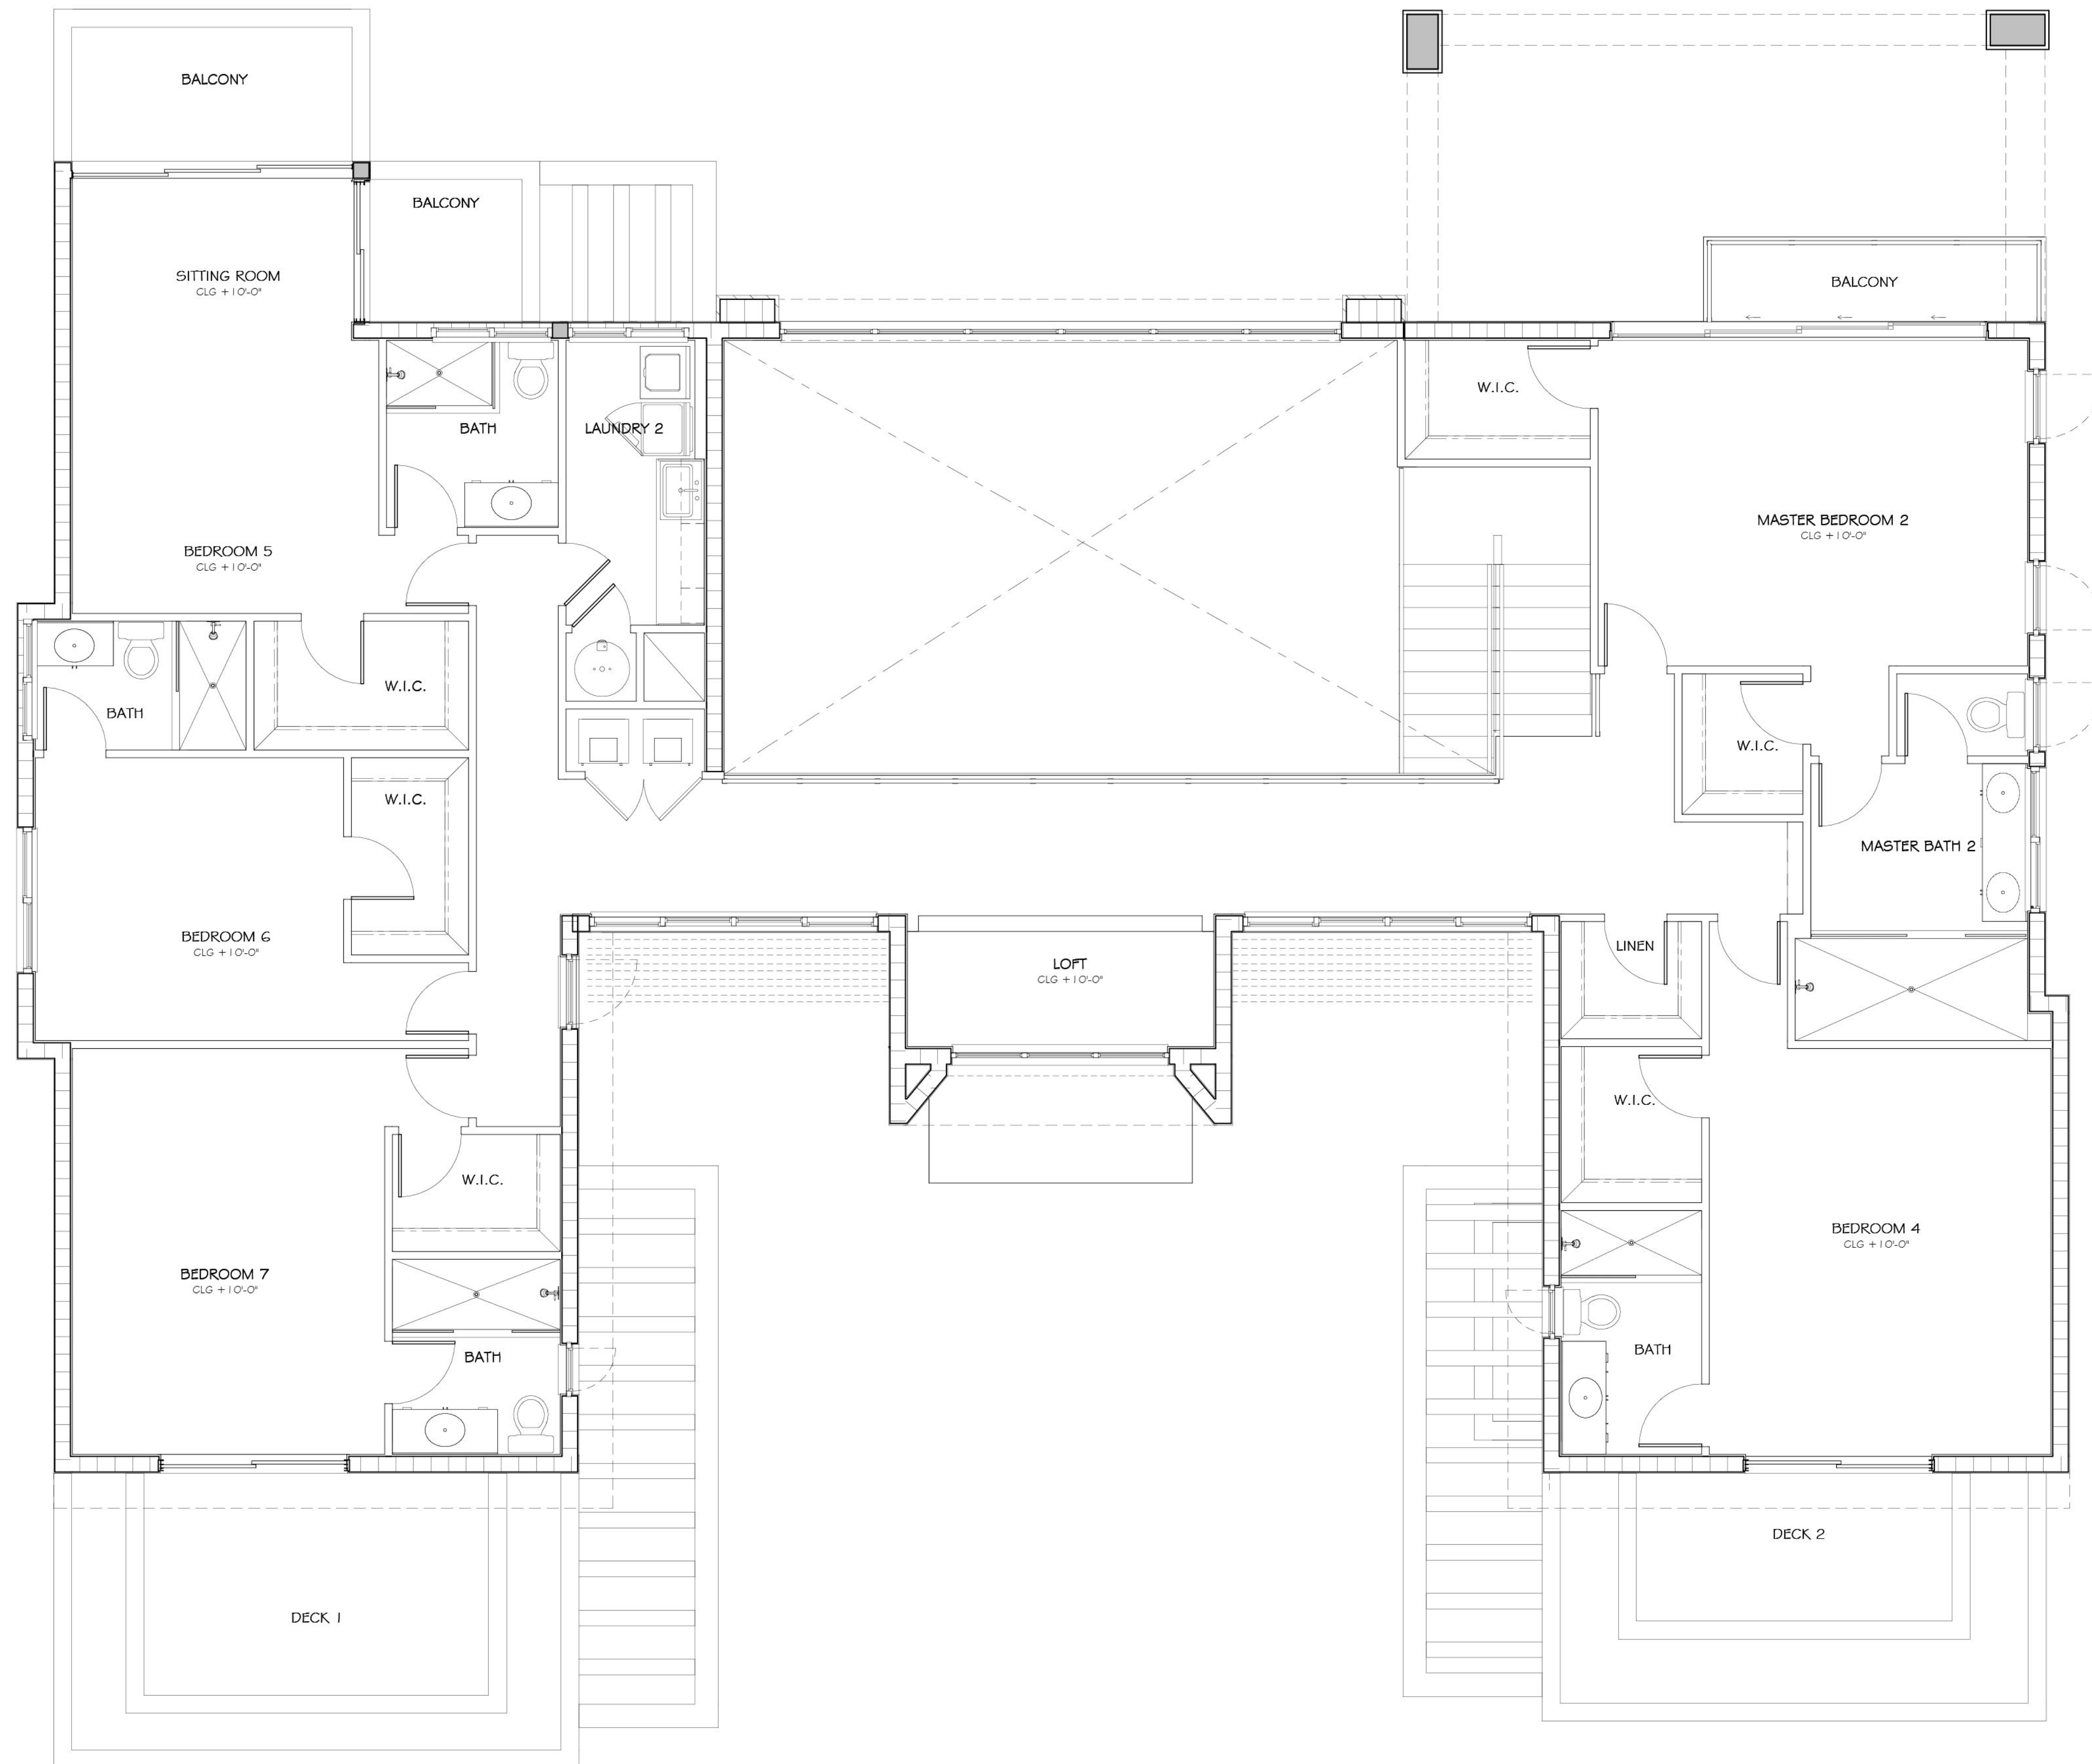 BALCONY
BALCONY
SITTING ROOM
CLG +10'-0"
BALCONY
W.I.C.
BATH
LAUNDRY 2
MASTER BEDROOM 2
CLG +10'-0"
BEDROOM 5
CLG +10'-0"
W.I.C.
BATH
W.I.C.
W.I.C.
MASTER BATH 2
BEDROOM 6
CLG +10'-0"
LOFT
CLG +10'-0"
LINEN
W.I.C.
W.I.C.
BEDROOM 4
CLG +10'-0"
BEDROOM 7
CLG +10'-0"
BATH
BATH
DECK 2
DECK 1